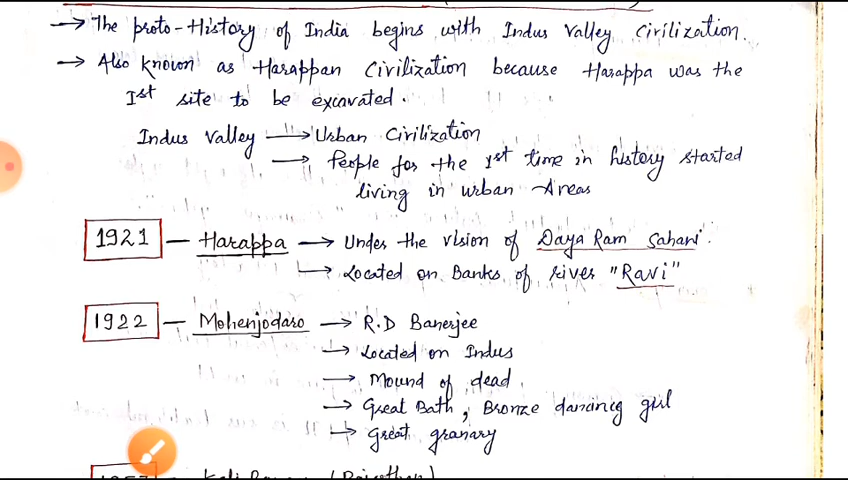 → The proto-History of India begins with Indus Valley Civilization.
→ Also known as Harappan Civilization because Harappa was the
1st site to be excavated.
Indus Valley → Urban Civilization
→ People for the 1st time in history started
living in urban Areas
1921 – Harappa → Under the vision of Daya Ram Sahani.
→ Located on Banks of river "Ravi"
1922 – Mohenjodaro → R.D Banerjee
→ Located on Indus
→ Mound of dead.
→ Great Bath, Bronze dancing girl
→ Great granary
(Rajasthan)